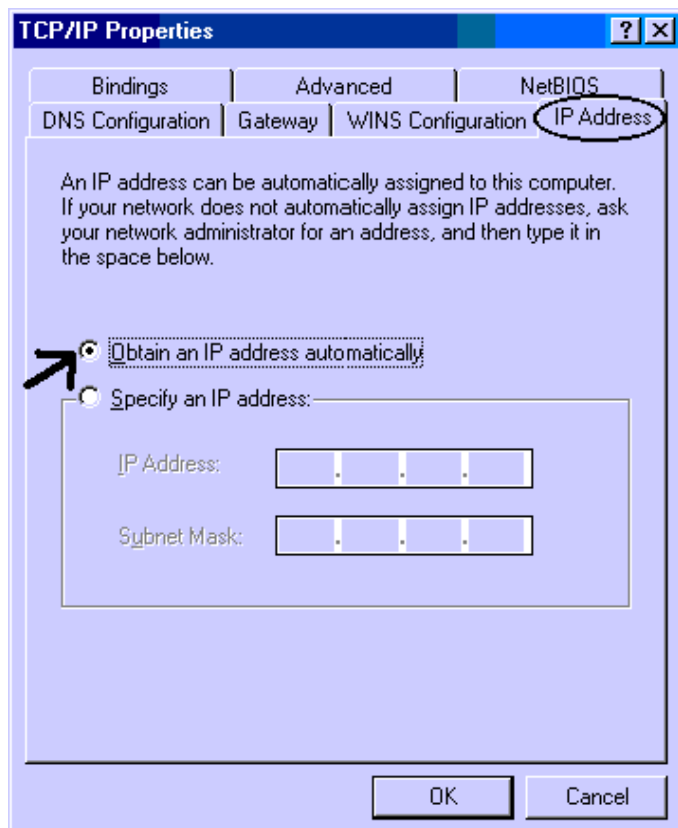 TCP/IP Properties
? X
Bindings Advanced NetBIOS
DNS Configuration Gateway WINS Configuration IP Address
An IP address can be automatically assigned to this computer.
If your network does not automatically assign IP addresses, ask
your network administrator for an address, and then type it in
the space below.
Obtain an IP address automatically
Specify an IP address:
IP Address: . . .
Subnet Mask: . . .
OK Cancel